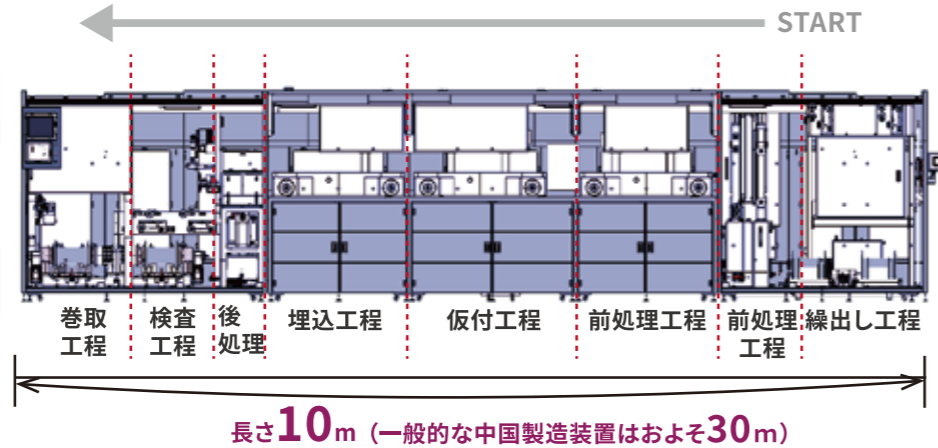 START
巻取
工程
検査
工程
後
処理
埋込工程
仮付工程
前処理工程
前処理
工程
繰出し工程
長さ10m（一般的な中国製造装置はおよそ30m）